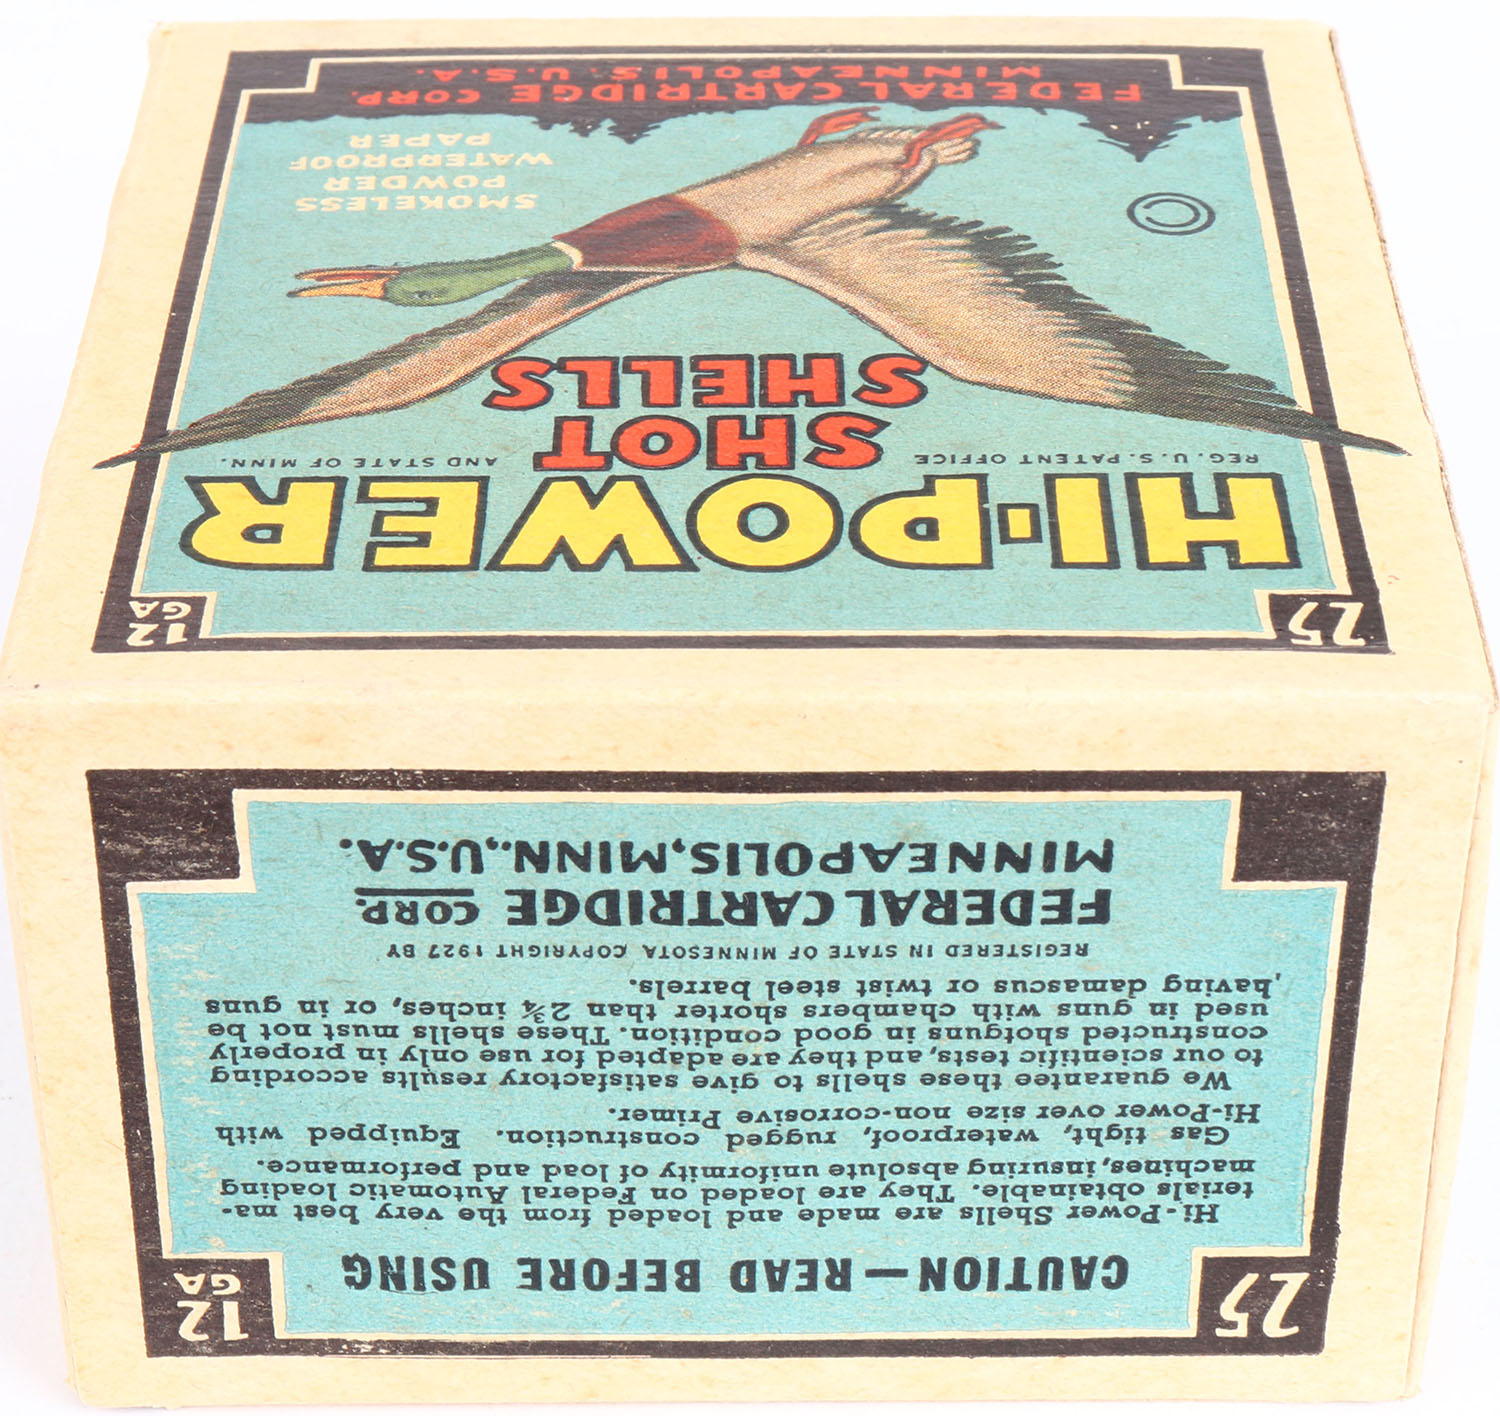 25
CAUTION—READ BEFORE USING
12
GA
Hi-Power Shells are made and loaded from the very best ma-
terials obtainable. They are loaded on Federal Automatic loading
machines, insuring absolute uniformity of load and performance.
Gas tight, waterproof, rugged construction. Equipped with
Hi-Power over size non-corrosive Primer.
We guarantee these shells to give satisfactory results according
to our scientific tests, and they are adapted for use only in properly
constructed shotguns in good condition. These shells must not be
used in guns with chambers shorter than 2¾ inches, or in guns
,having damascus or twist steel barrels.
REGISTERED IN STATE OF MINNESOTA COPYRIGHT 1927 BY
FEDERAL CARTRIDGE CORP.
MINNEAPOLIS, MINN., U.S.A.
25
12
GA
HI-POWER
REG. U.S. PATENT OFFICE AND STATE OF MINN.
SHOT
SHELLS
©
SMOKELESS
POWDER
WATERPROOF
PAPER
FEDERAL CARTRIDGE CORP.
MINNEAPOLIS, U.S.A.